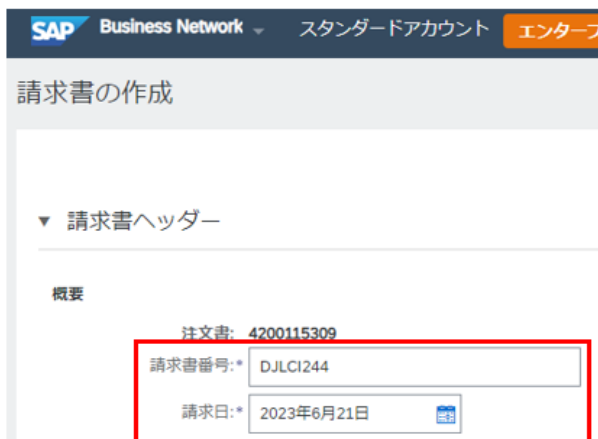 SAP Business Network スタンダードアカウント エンタープ
請求書の作成
▼ 請求書ヘッダー
概要
注文書: 4200115309
請求書番号:* DJLCI244
請求日:* 2023年6月21日